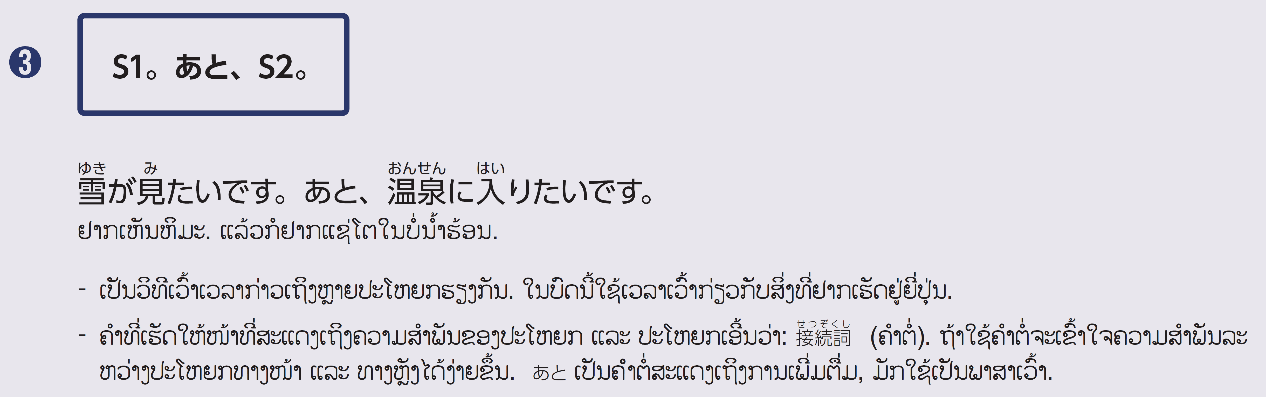 3 S1。あと、S2。
ゆき み おんせん はい
雪が見たいです。あと、温泉に入りたいです。
ຢາກເຫັນຫິມະ. ແລ້ວກໍຢາກແຊ່ໂຕໃນບໍ່ນ້ຳຮ້ອນ.
- ເປັນວິທີເວົ້າເວລາກ່າວເຖິງຫຼາຍປະໂຫຍກຮຽງກັນ. ໃນບົດນີ້ໃຊ້ເວລາເວົ້າກ່ຽວກັບສິ່ງທີ່ຢາກເຮັດຢູ່ຍີ່ປຸ່ນ.
せつぞくし
- ຄຳທີ່ເຮັດໃຫ້ໜ້າທີ່ສະແດງເຖິງຄວາມສຳພັນຂອງປະໂຫຍກ ແລະ ປະໂຫຍກເອີ້ນວ່າ: 接続詞 (ຄຳຕໍ່). ຖ້າໃຊ້ຄຳຕໍ່ຈະເຂົ້າໃຈຄວາມສຳພັນລະ
ຫວ່າງປະໂຫຍກທາງໜ້າ ແລະ ທາງຫຼັງໄດ້ງ່າຍຂຶ້ນ. あと ເປັນຄຳຕໍ່ສະແດງເຖິງການເພີ່ມຕື່ມ, ມັກໃຊ້ເປັນພາສາເວົ້າ.